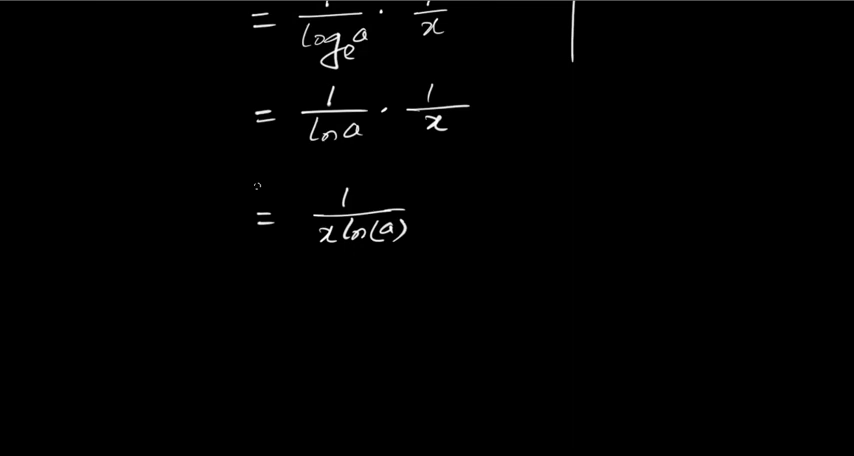 = 1/log_e a · 1/x
= 1/ln a · 1/x
= 1/x ln(a)